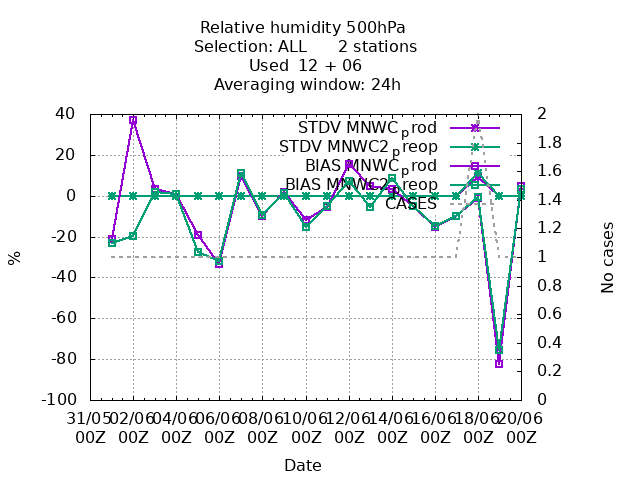 Relative humidity 500hPa
Selection: ALL 2 stations
Used 12 + 06
Averaging window: 24h
40 2
STDV MNWC_prod
1.8
20 STDV MNWC2_preop
1.6
BIAS MNWC_prod
0 BIAS MNWC2_preop
1.4
CASES
-20 1.2
% -40 1 No cases
0.8
-60 0.6
-80 0.4
0.2
-100 0
31/05 02/06 04/06 06/06 08/06 10/06 12/06 14/06 16/06 18/06 20/06
00Z 00Z 00Z 00Z 00Z 00Z 00Z 00Z 00Z 00Z 00Z
Date